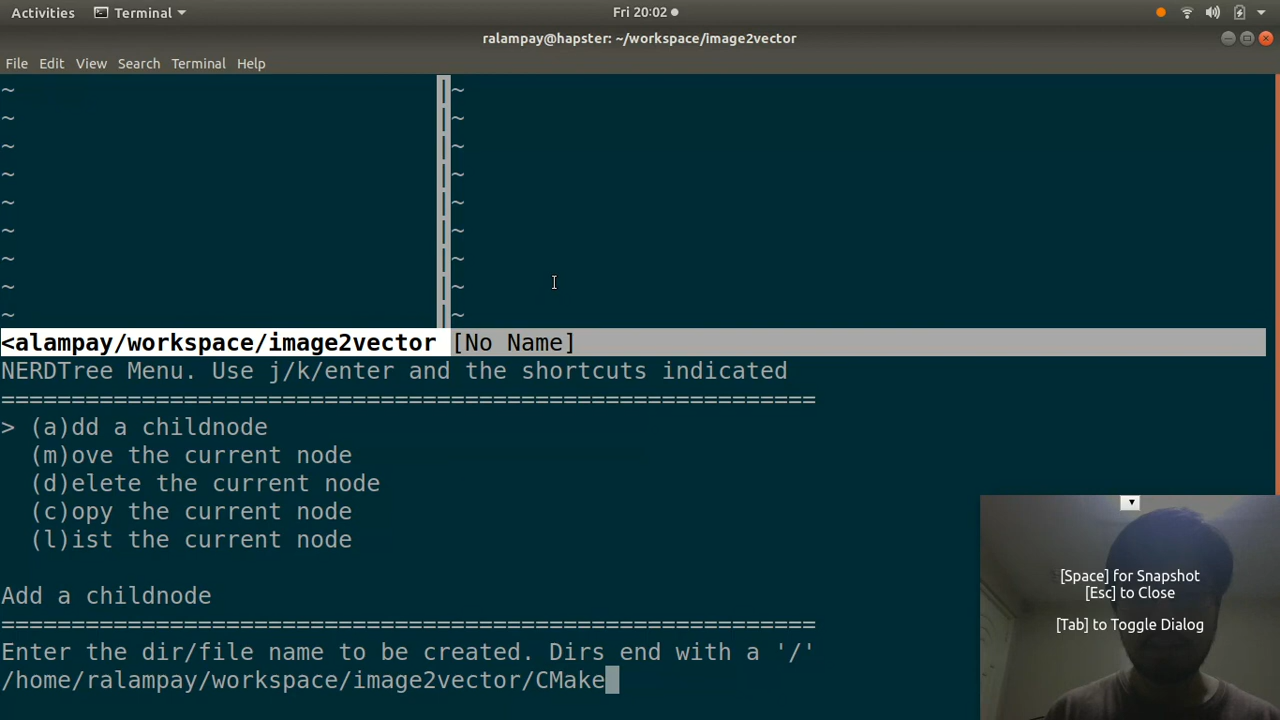 Activities Terminal Fri 20:02
ralampay@hapster: ~/workspace/image2vector
File Edit View Search Terminal Help
~ ~
~ ~
~ ~
~ ~
~ ~
~ ~
~ ~
~ ~
~ ~
<alampay/workspace/image2vector [No Name]
NERDTree Menu. Use j/k/enter and the shortcuts indicated
==========================================================
> (a)dd a childnode
(m)ove the current node
(d)elete the current node
(c)opy the current node
(l)ist the current node
Add a childnode
==========================================================
Enter the dir/file name to be created. Dirs end with a '/'
/home/ralampay/workspace/image2vector/CMake
[Space] for Snapshot
[Esc] to Close
[Tab] to Toggle Dialog